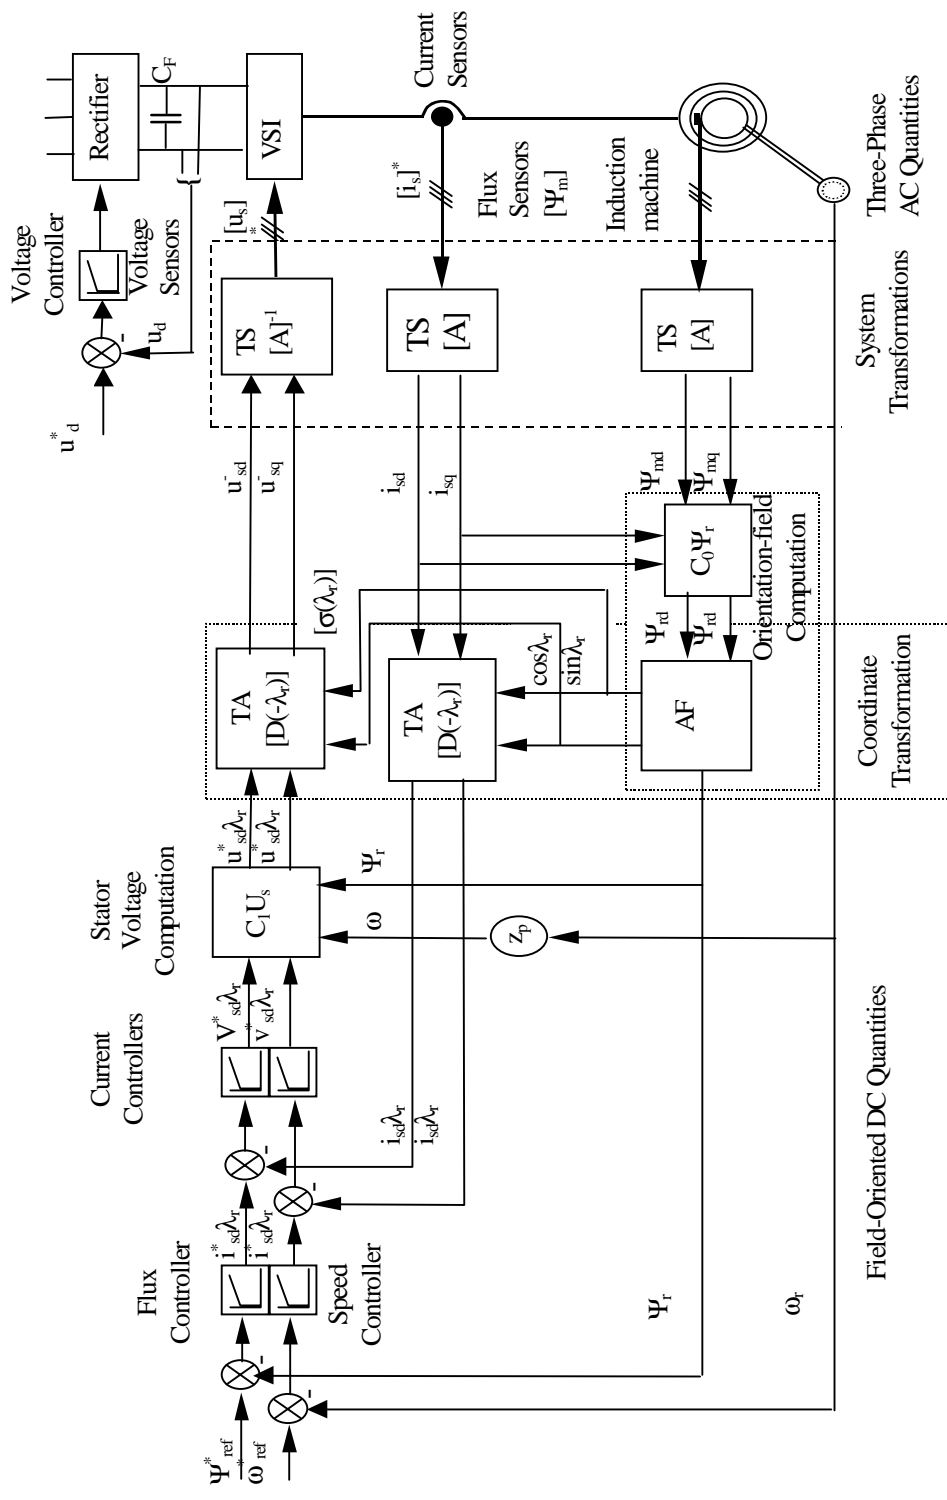 Voltage
Controller
Rectifier
C_F
u_d^*
-
u_d
Voltage
Sensors
VSI
Current
Sensors
[u_s]^*
[i_s]^*
Flux
Sensors
[Ψ_m]
Induction
machine
Three-Phase
AC Quantities
TS
[A]^-1
TS
[A]
TS
[A]
System
Transformations
u^-_sd
u^-_sq
i_sd
i_sq
Ψ_md
Ψ_mq
C_0Ψ_r
Orientation-field
Computation
[σ(λ_r)]
Ψ_rd
Ψ_rd
TA
[D(-λ_r)]
TA
[D(-λ_r)]
cosλ_r
sinλ_r
AF
Coordinate
Transformation
u^*_sdλ_r
u^*_sdλ_r
Stator
Voltage
Computation
C_1U_s
Ψ_r
ω
z_p
Current
Controllers
V^*_sdλ_r
v^*_sdλ_r
-
-
i_sdλ_r
i_sdλ_r
Flux
Controller
i^*_sdλ_r
i^*_sdλ_r
Speed
Controller
Ψ_r
ω_r
Field-Oriented DC Quantities
-
-
Ψ^*_ref
ω^*_ref